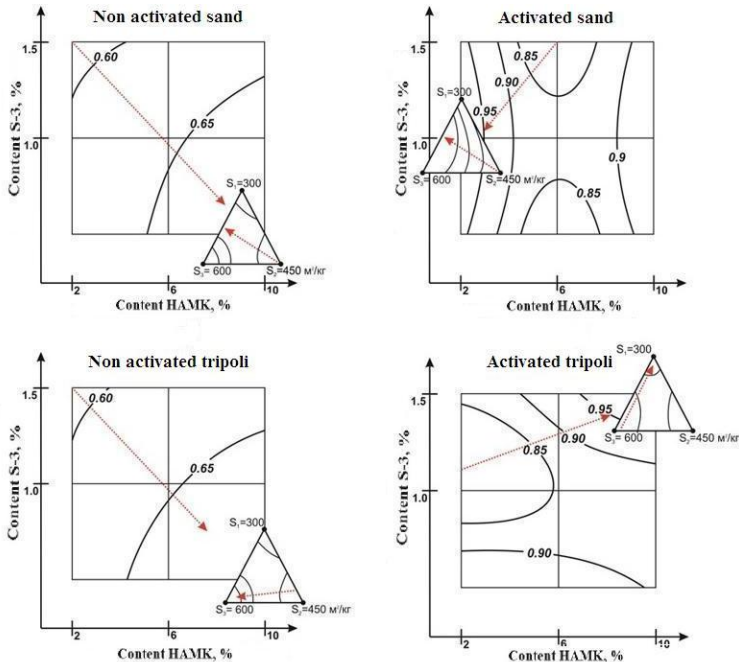 Non activated sand
Content S-3, %
1.5
1.0
0.60
0.65
S₁=300
S₃= 600
S₂=450 м²/кг
2
6
10
Content HAMK, %
Activated sand
Content S-3, %
1.5
1.0
0.85
0.90
0.95
0.9
0.85
S₁=300
S₃= 600
S₂=450 м²/кг
2
6
10
Content HAMK, %
Non activated tripoli
Content S-3, %
1.5
1.0
0.60
0.65
S₁=300
S₃= 600
S₂=450 м²/кг
2
6
10
Content HAMK, %
Activated tripoli
Content S-3, %
1.5
1.0
0.95
0.90
0.85
0.90
S₁=300
S₃= 600
S₂=450 м²/кг
2
6
10
Content HAMK, %